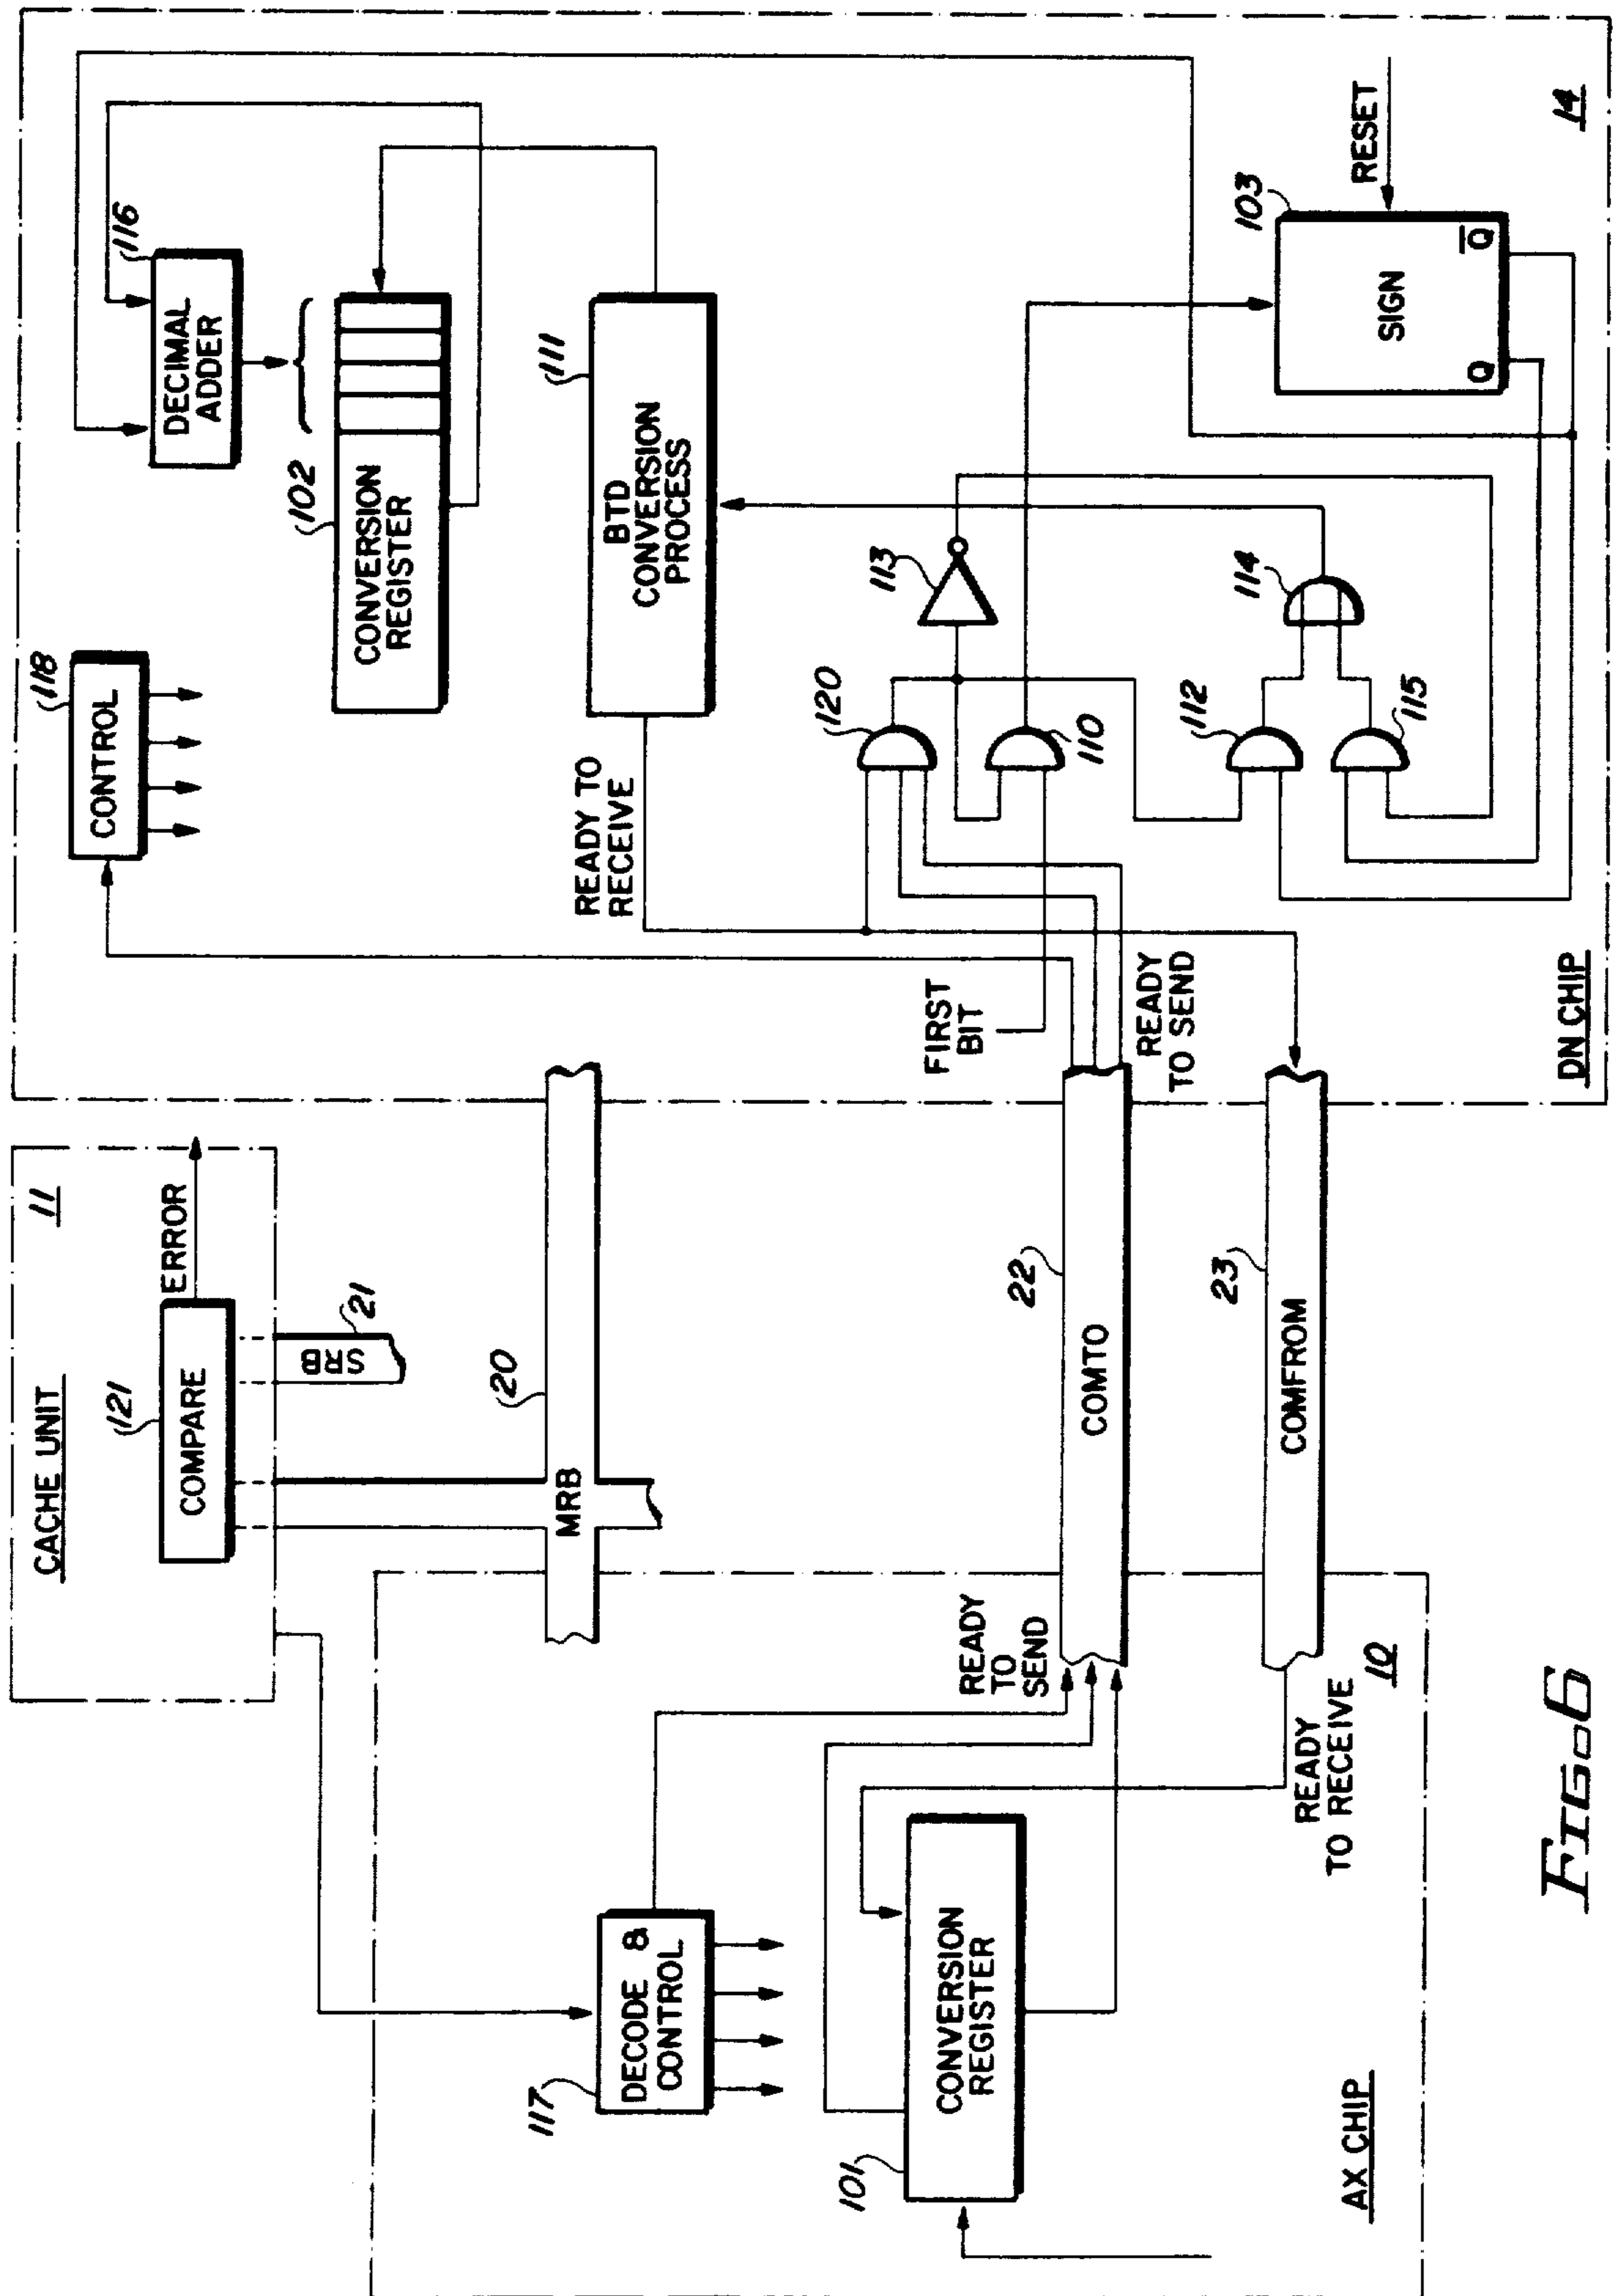 CACHE UNIT
11
121
COMPARE
ERROR
SRB
21
20
MRB
117
DECODE &
CONTROL
101
CONVERSION
REGISTER
READY
TO
SEND
READY
TO RECEIVE
10
AX CHIP
22
COMTO
23
COMFROM
118
CONTROL
116
DECIMAL
ADDER
102
CONVERSION
REGISTER
111
BTD
CONVERSION
PROCESS
READY TO
RECEIVE
FIRST
BIT
READY
TO SEND
120
113
110
112
114
115
103
SIGN
Q
Q̅
RESET
14
DN CHIP
FIG. 6